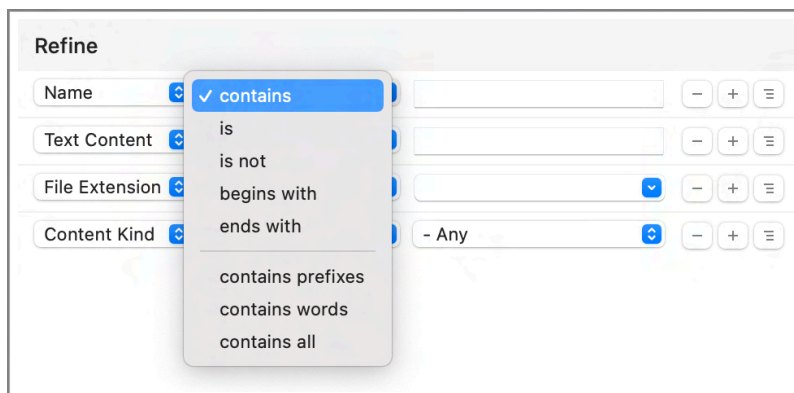 Refine
Name
✓ contains
is
is not
begins with
ends with
contains prefixes
contains words
contains all
Text Content
File Extension
Content Kind
- Any